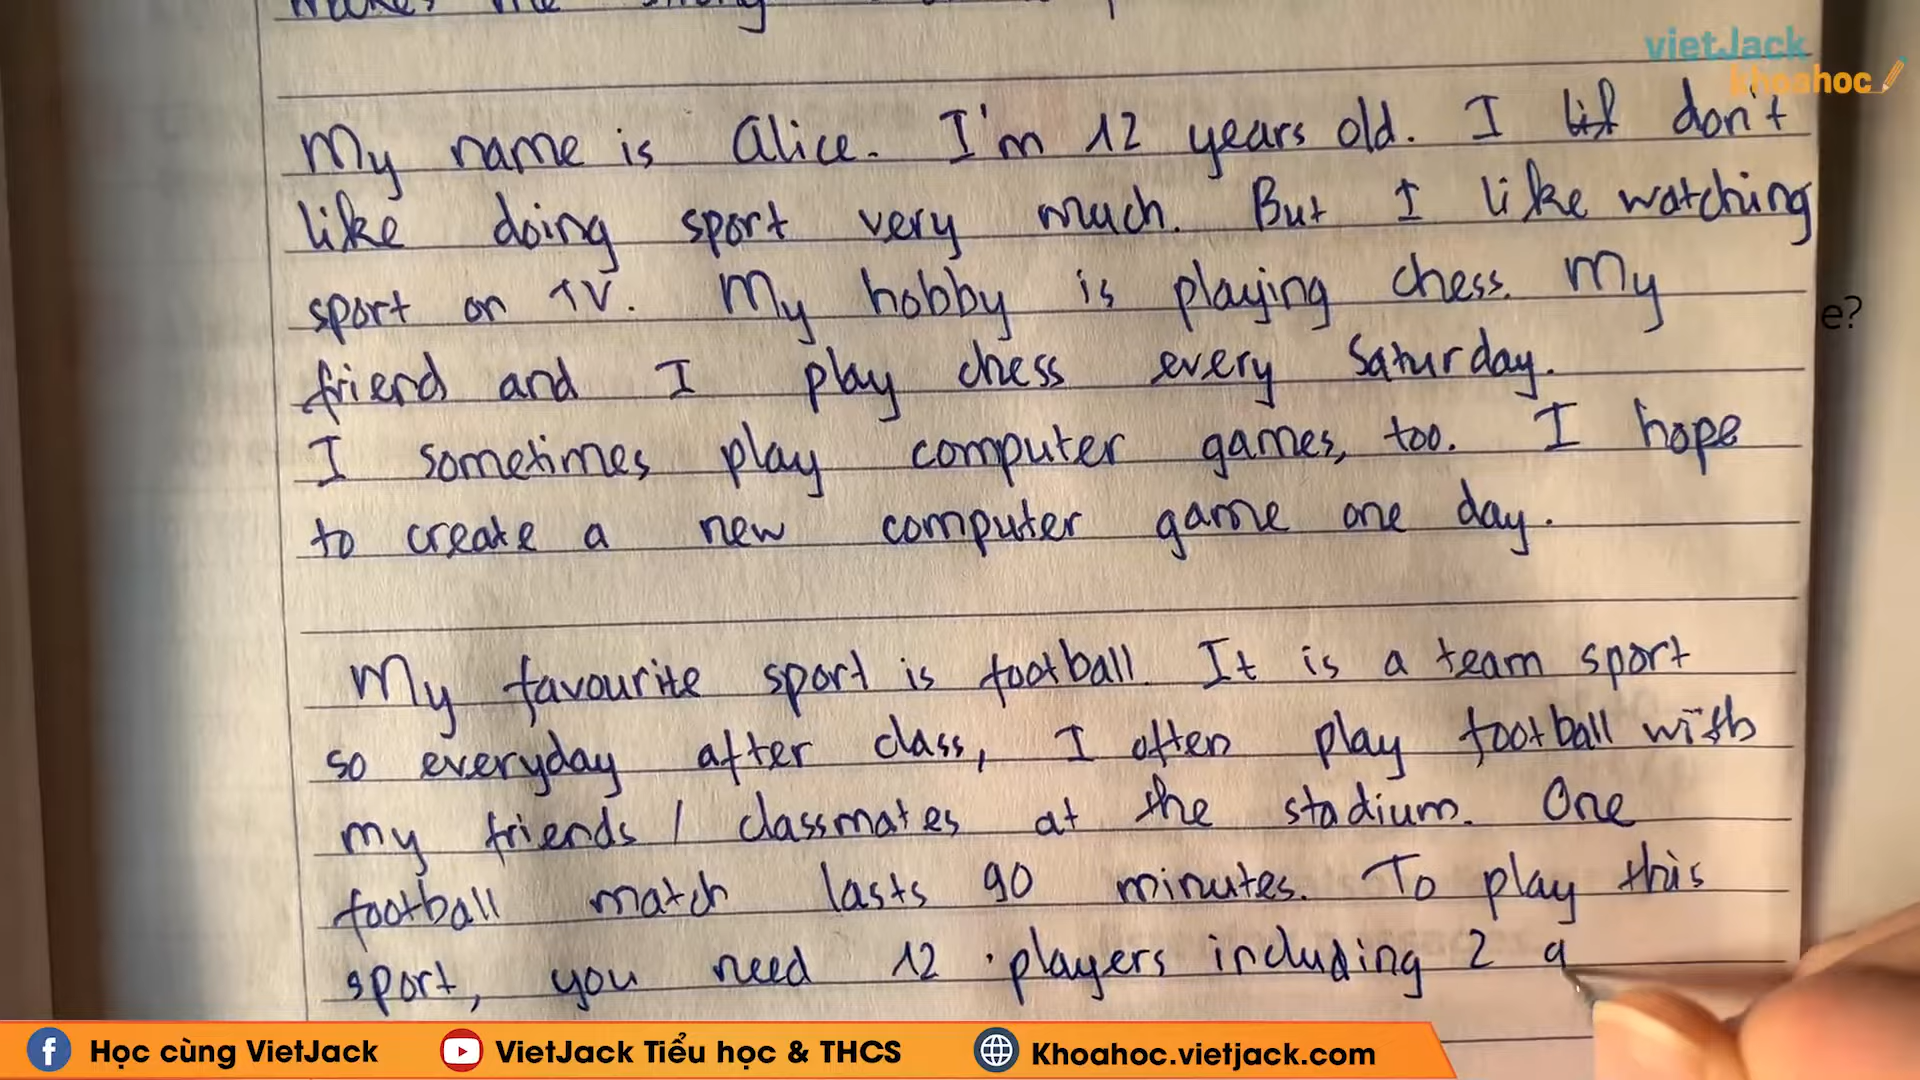 vietJack
khoahoc
My name is Alice. I'm 12 years old. I don't
like doing sport very much. But I like watching
sport on TV. My hobby is playing chess. My
e?
friend and I play chess every Saturday.
I sometimes play computer games, too. I hope
to create a new computer game one day.
My favourite sport is football. It is a team sport
so everyday after class, I often play football with
my friends / classmates at the stadium. One
football match lasts 90 minutes. To play this
sport, you need 12 players including 2 g
Học cùng VietJack
VietJack Tiểu học & THCS
Khoahoc.vietjack.com